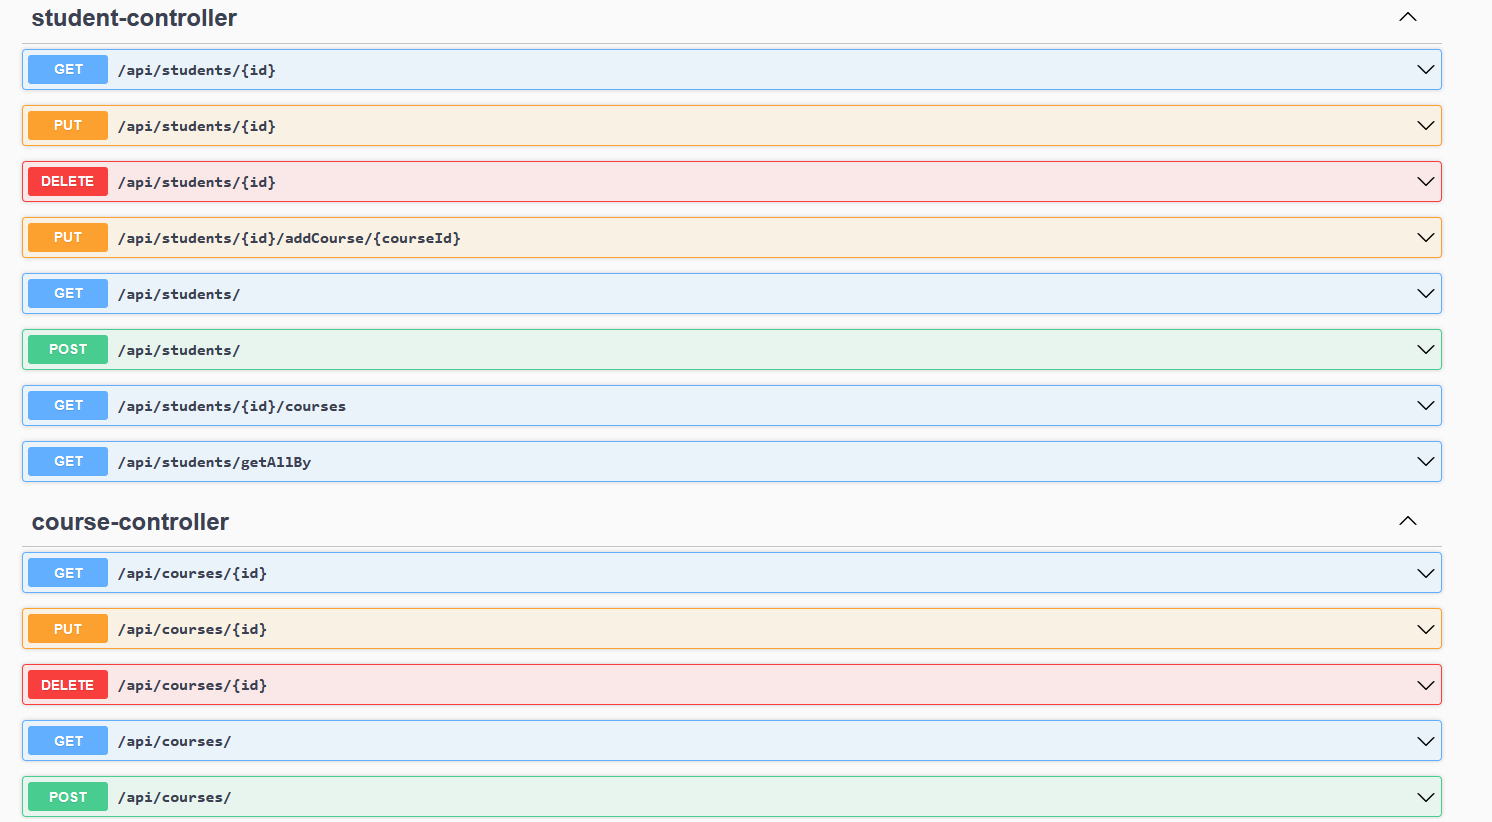 student-controller
GET /api/students/{id}
PUT /api/students/{id}
DELETE /api/students/{id}
PUT /api/students/{id}/addCourse/{courseId}
GET /api/students/
POST /api/students/
GET /api/students/{id}/courses
GET /api/students/getAllBy
course-controller
GET /api/courses/{id}
PUT /api/courses/{id}
DELETE /api/courses/{id}
GET /api/courses/
POST /api/courses/